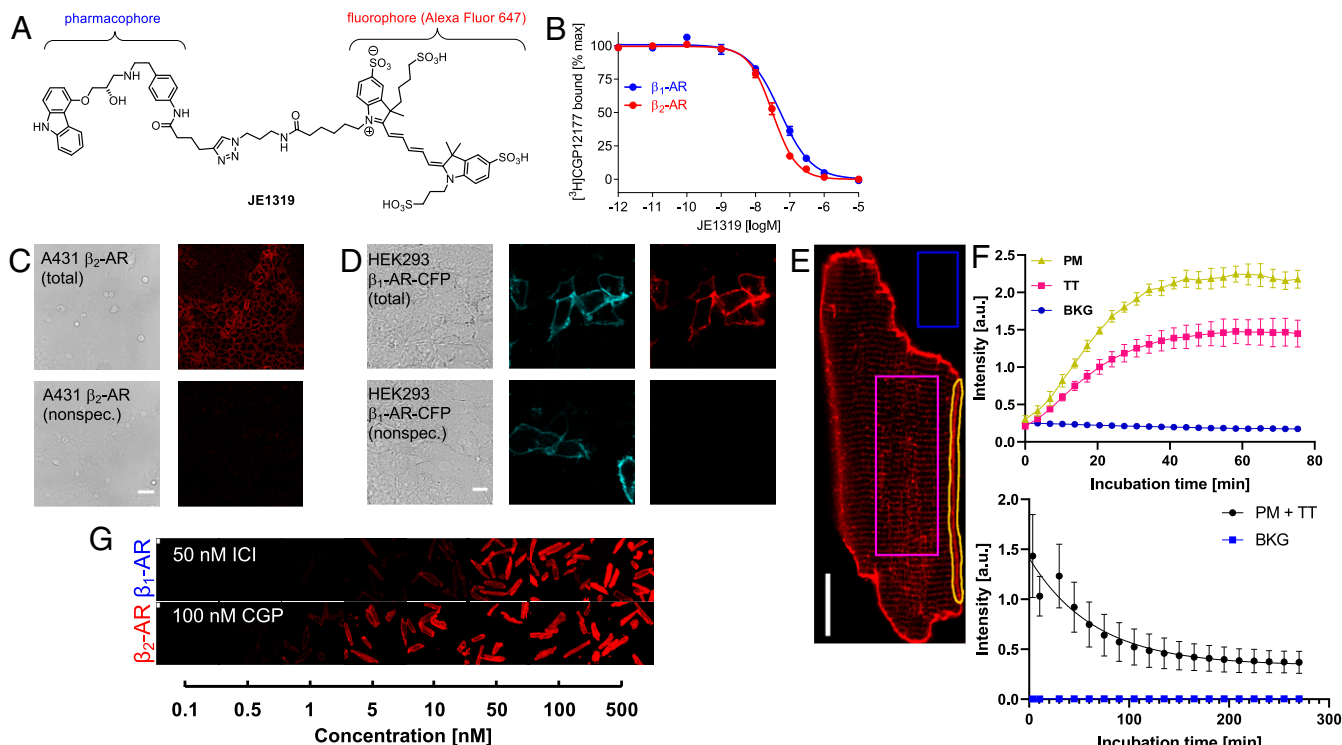 A
pharmacophore
fluorophore (Alexa Fluor 647)
HN
O
OH
HN
NH
O
N
N=N
N
H
O
N
⊕
⊖
SO3
SO3H
SO3H
N
HO3S
JE1319
B
[3H]CGP12177 bound [% max]
100
75
50
25
0
β1-AR
β2-AR
-12 -11 -10 -9 -8 -7 -6 -5
JE1319 [logM]
C
A431 β2-AR
(total)
A431 β2-AR
(nonspec.)
D
HEK293
β1-AR-CFP
(total)
HEK293
β1-AR-CFP
(nonspec.)
E
F
Intensity [a.u.]
2.5
2.0
1.5
1.0
0.5
0.0
PM
TT
BKG
0 20 40 60 80
Incubation time [min]
Intensity [a.u.]
2.0
1.5
1.0
0.5
0.0
PM + TT
BKG
0 100 200 300
Incubation time [min]
G
β1-AR
50 nM ICI
β2-AR
100 nM CGP
0.1 0.5 1 5 10 50 100 500
Concentration [nM]